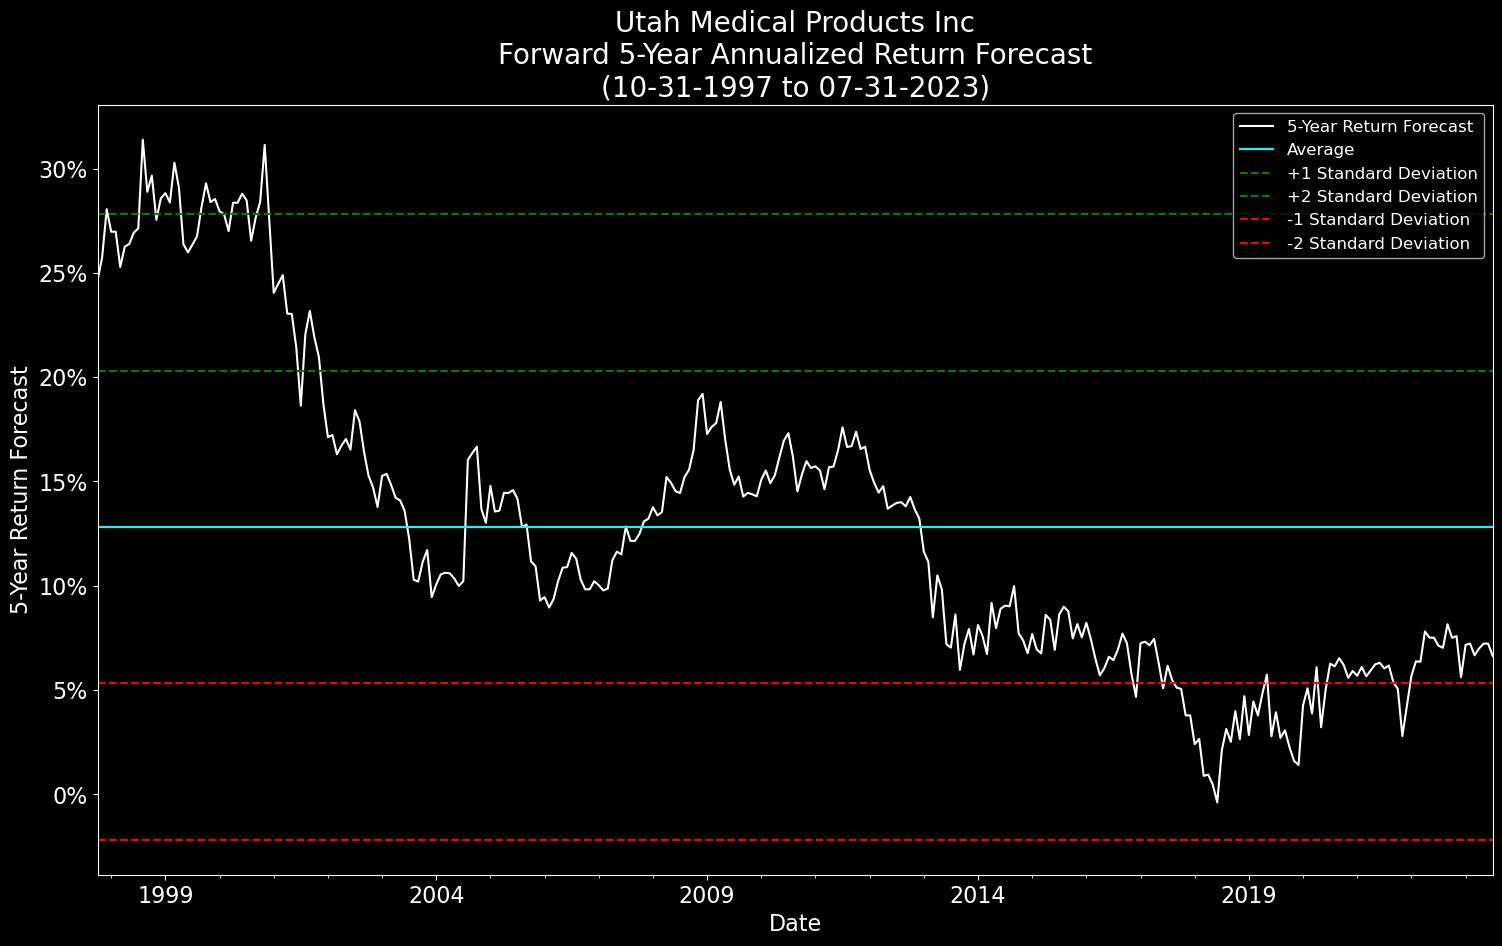 Utah Medical Products Inc
Forward 5-Year Annualized Return Forecast
(10-31-1997 to 07-31-2023)
5-Year Return Forecast
Average
+1 Standard Deviation
+2 Standard Deviation
-1 Standard Deviation
-2 Standard Deviation
30%
25%
20%
15%
10%
5%
0%
5-Year Return Forecast
1999
2004
2009
2014
2019
Date